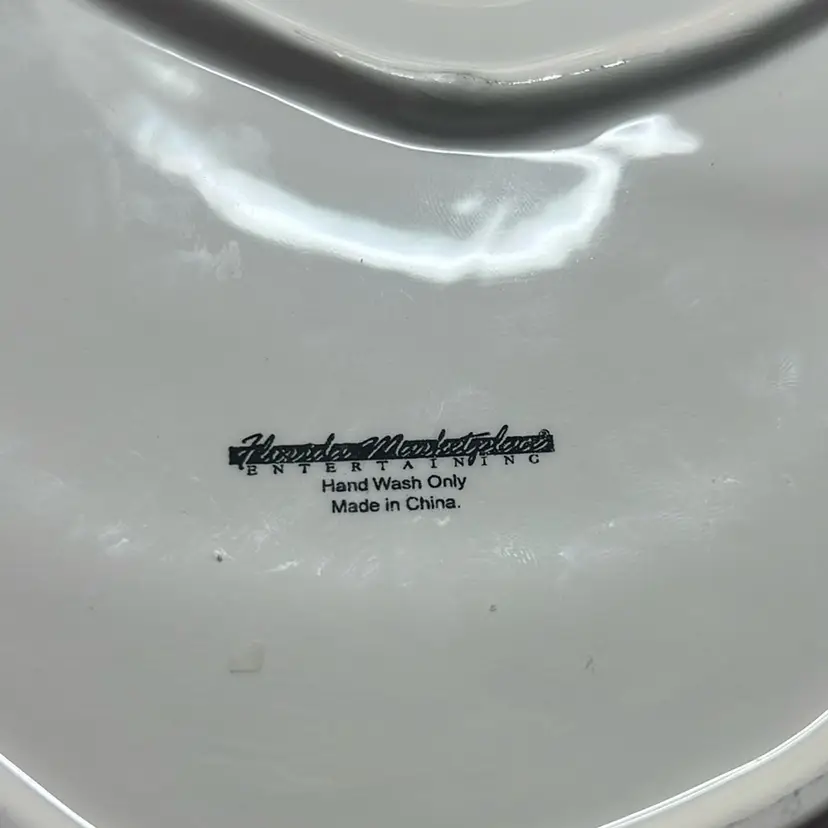 Florida Marketplace®
ENTERTAINING
Hand Wash Only
Made in China.